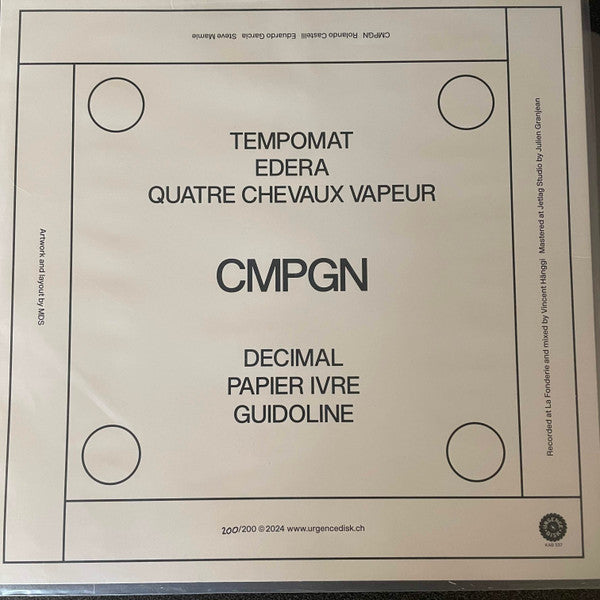 CMPGN Rolando Castelli Eduardo Garcia Steve Mamie
TEMPOMAT
EDERA
QUATRE CHEVAUX VAPEUR
CMPGN
DECIMAL
PAPIER IVRE
GUIDOLINE
Artwork and layout by MDS
Recorded at La Fonderie and mixed by Vincent Hänggi Mastered at Jetlag Studio by Julien Granjean
200/200 ©2024 www.urgencedisk.ch
URGENCE DISK